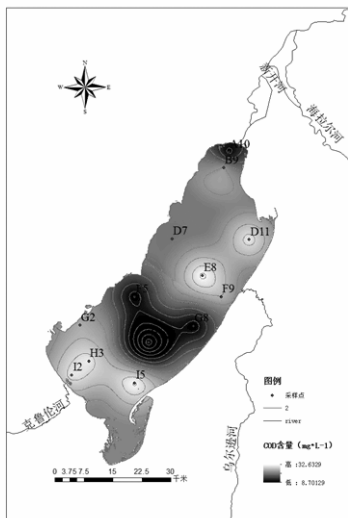 N
W
E
S
新开河
海拉尔河
A10
B9
D7
D11
E8
F9
G8
G2
H3
I2
I5
克鲁伦河
乌尔逊河
图例
采样点
2
river
COD含量（mg*L-1）
高：32.6329
低：8.70129
0 3.75 7.5 15 22.5 30
千米